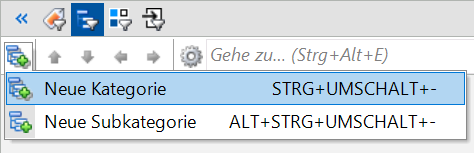 Gehe zu... (Strg+Alt+E)
Neue Kategorie STRG+UMSCHALT+-
Neue Subkategorie ALT+STRG+UMSCHALT+-